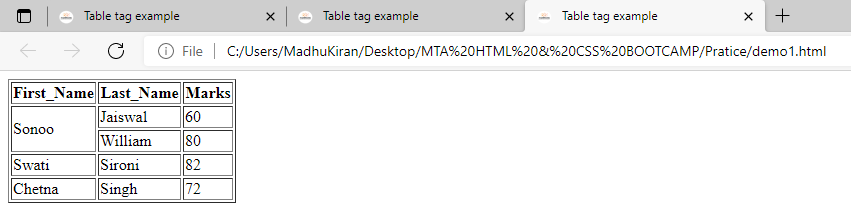 Table tag example Table tag example Table tag example
File C:/Users/MadhuKiran/Desktop/MTA%20HTML%20&%20CSS%20BOOTCAMP/Pratice/demo1.html
First_Name Last_Name Marks
Sonoo Jaiswal 60
William 80
Swati Sironi 82
Chetna Singh 72